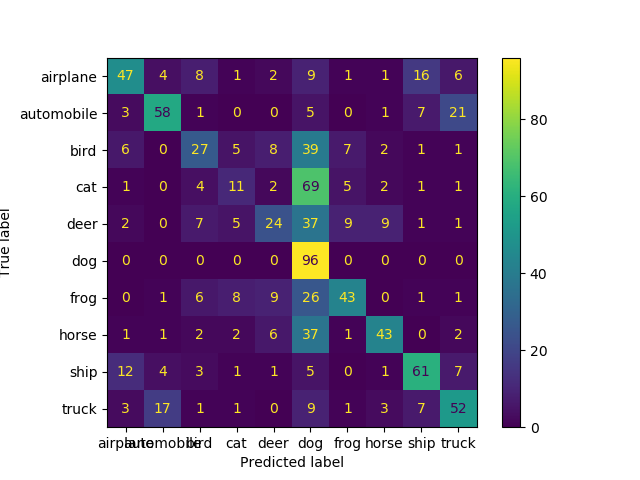 airplane 47 4 8 1 2 9 1 1 16 6
automobile 3 58 1 0 0 5 0 1 7 21
bird 6 0 27 5 8 39 7 2 1 1
cat 1 0 4 11 2 69 5 2 1 1
deer 2 0 7 5 24 37 9 9 1 1
dog 0 0 0 0 0 96 0 0 0 0
frog 0 1 6 8 9 26 43 0 1 1
horse 1 1 2 2 6 37 1 43 0 2
ship 12 4 3 1 1 5 0 1 61 7
truck 3 17 1 1 0 9 1 3 7 52
airplane automobile bird cat deer dog frog horse ship truck
Predicted label
True label
80
60
40
20
0